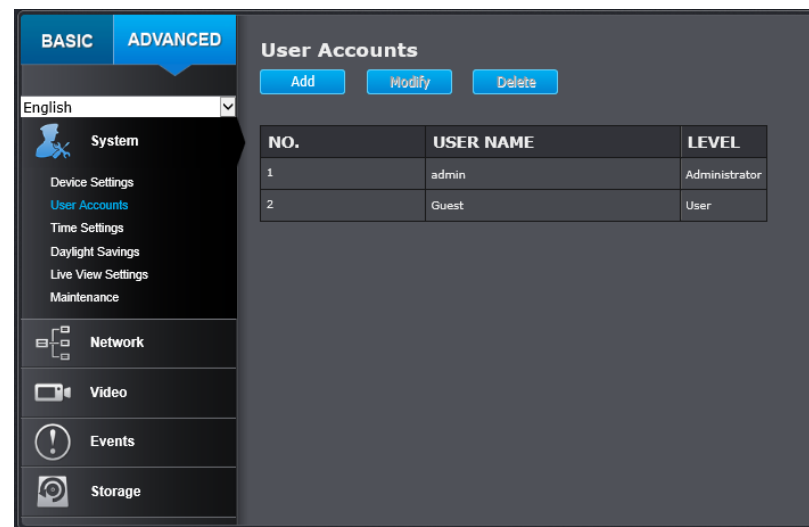 BASIC ADVANCED
English
System
Device Settings
User Accounts
Time Settings
Daylight Savings
Live View Settings
Maintenance
Network
Video
Events
Storage
User Accounts
Add Modify Delete
NO. USER NAME LEVEL
1 admin Administrator
2 Guest User